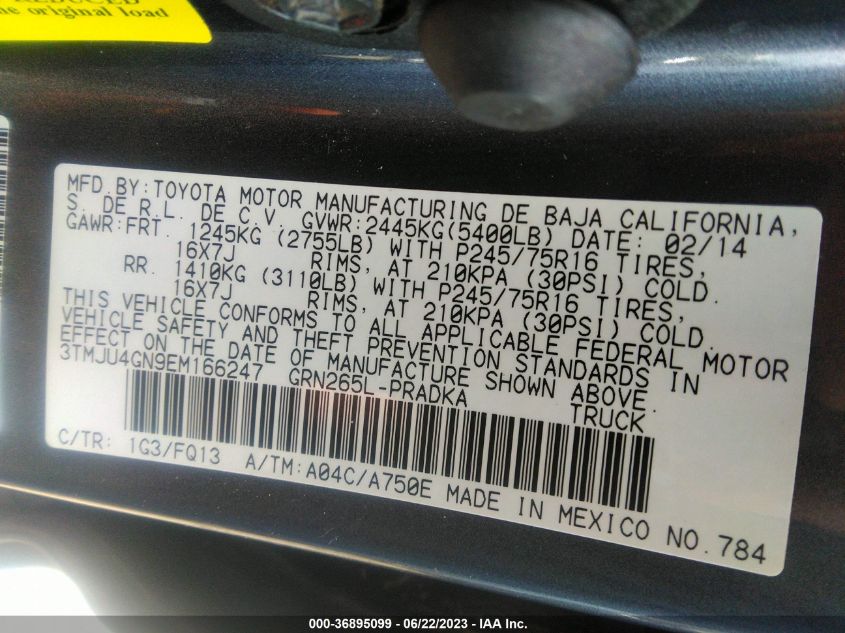 REDUCED
the original load
MFD. BY: TOYOTA MOTOR MANUFACTURING DE BAJA CALIFORNIA,
S. DE R. L. DE C. V. GVWR: 2445KG(5400LB) DATE: 02/14
GAWR: FRT. 1245KG (2755LB) WITH P245/75R16 TIRES,
16X7J RIMS, AT 210KPA (30PSI) COLD.
RR. 1410KG (3110LB) WITH P245/75R16 TIRES,
16X7J RIMS, AT 210KPA (30PSI) COLD.
THIS VEHICLE CONFORMS TO ALL APPLICABLE FEDERAL MOTOR
VEHICLE SAFETY AND THEFT PREVENTION STANDARDS IN
EFFECT ON THE DATE OF MANUFACTURE SHOWN ABOVE.
3TMJU4GN9EM166247 GRN265L-PRADKA TRUCK
C/TR: 1G3/FQ13 A/TM: A04C/A750E MADE IN MEXICO NO. 784
000-36895099 - 06/22/2023 - IAA Inc.